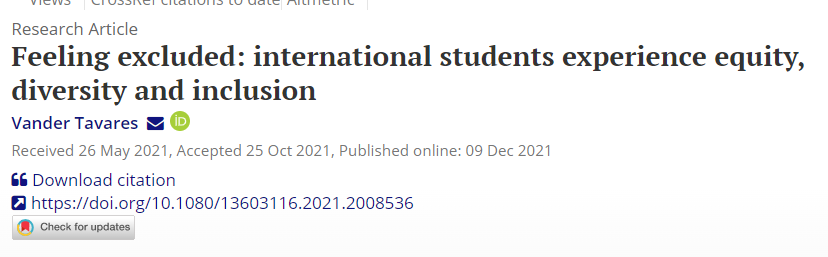 Views CrossRef citations to date Altmetric
Research Article
Feeling excluded: international students experience equity,
diversity and inclusion
Vander Tavares iD
Received 26 May 2021, Accepted 25 Oct 2021, Published online: 09 Dec 2021
Download citation
https://doi.org/10.1080/13603116.2021.2008536
Check for updates